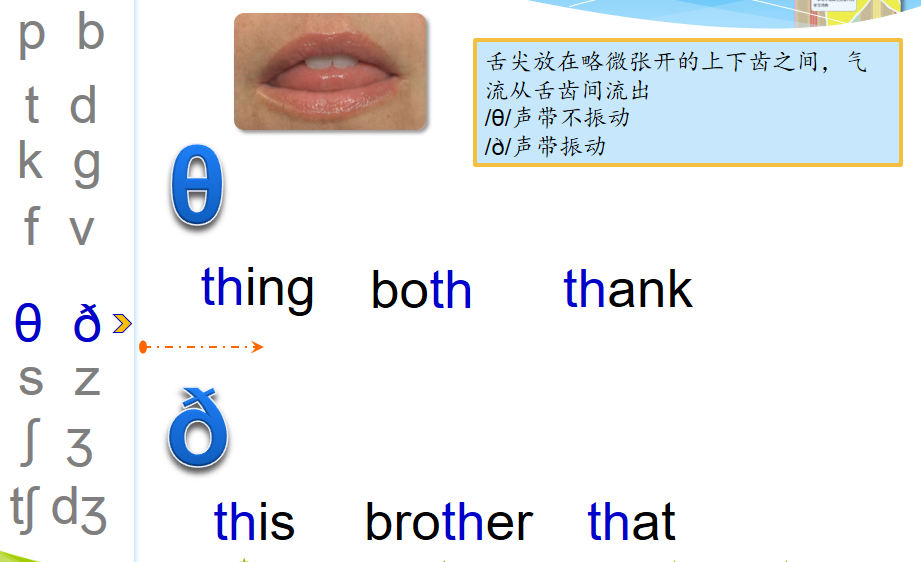 p b
t d
k g
f v
θ ð
s z
ʃ ʒ
tʃ dʒ
舌尖放在略微张开的上下齿之间，气
流从舌齿间流出
/θ/声带不振动
/ð/声带振动
θ
thing both thank
ð
this brother that